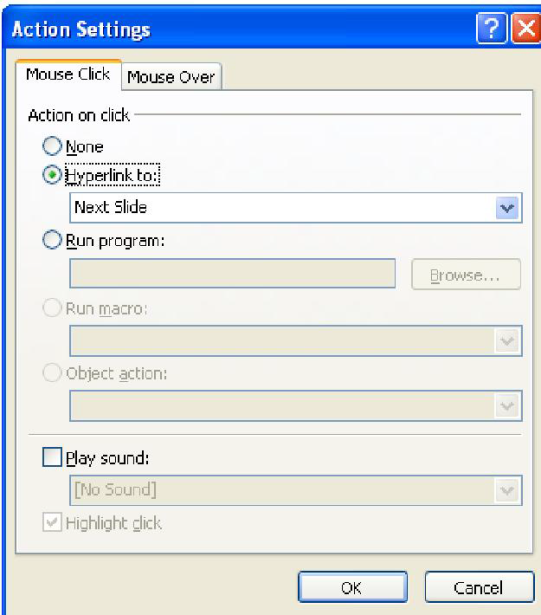 Action Settings
Mouse Click Mouse Over
Action on click
None
Hyperlink to:
Next Slide
Run program:
Browse...
Run macro:
Object action:
Play sound:
[No Sound]
Highlight click
OK Cancel